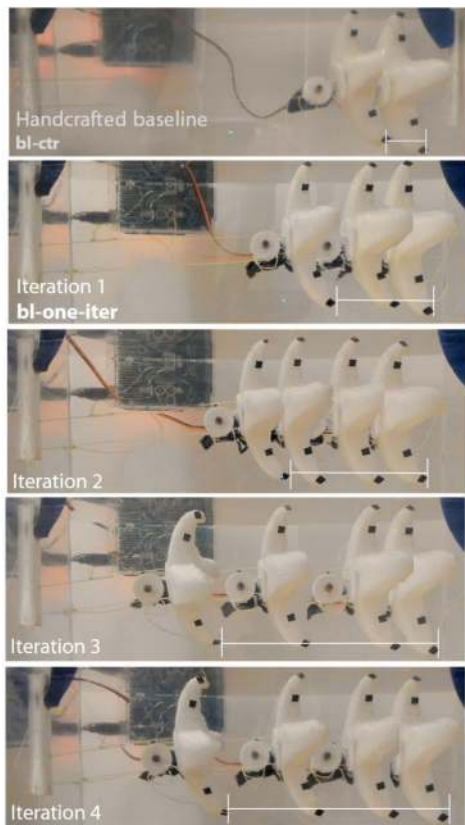 Handcrafted baseline
bl-ctr
Iteration 1
bl-one-iter
Iteration 2
Iteration 3
Iteration 4